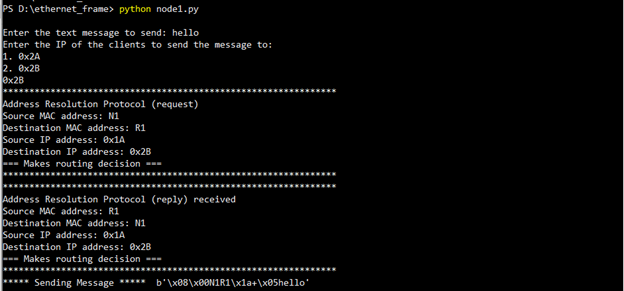 PS D:\ethernet_frame> python node1.py
Enter the text message to send: hello
Enter the IP of the clients to send the message to:
1. 0x2A
2. 0x2B
0x2B
***************************************************************
Address Resolution Protocol (request)
Source MAC address: N1
Destination MAC address: R1
Source IP address: 0x1A
Destination IP address: 0x2B
=== Makes routing decision ===
***************************************************************
***************************************************************
Address Resolution Protocol (reply) received
Source MAC address: R1
Destination MAC address: N1
Source IP address: 0x1A
Destination IP address: 0x2B
=== Makes routing decision ===
***************************************************************
***** Sending Message *****  b'\x08\x00N1R1\x1a+\x05hello'